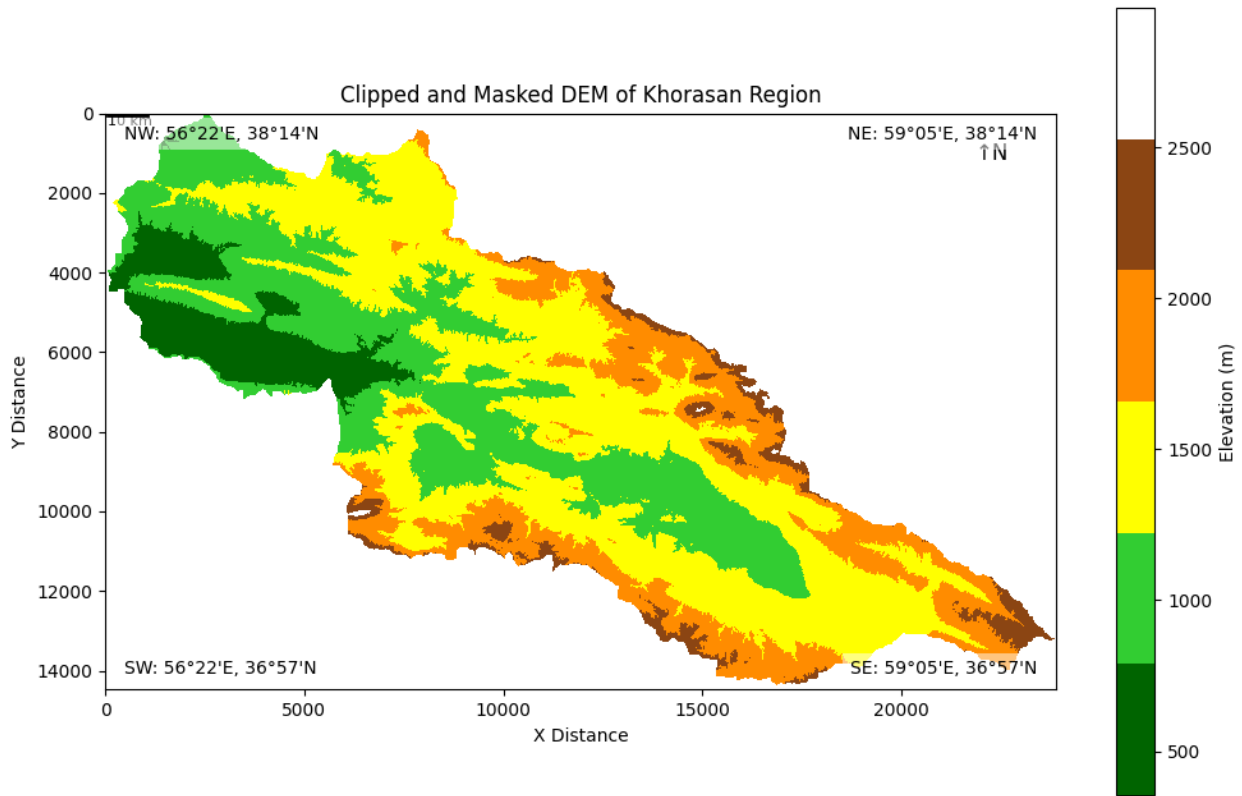 Clipped and Masked DEM of Khorasan Region
10 km
NW: 56°22'E, 38°14'N
NE: 59°05'E, 38°14'N
↑N
0
2000
4000
6000
8000
10000
12000
14000
Y Distance
SW: 56°22'E, 36°57'N
SE: 59°05'E, 36°57'N
0
5000
10000
15000
20000
X Distance
2500
2000
1500
1000
500
Elevation (m)